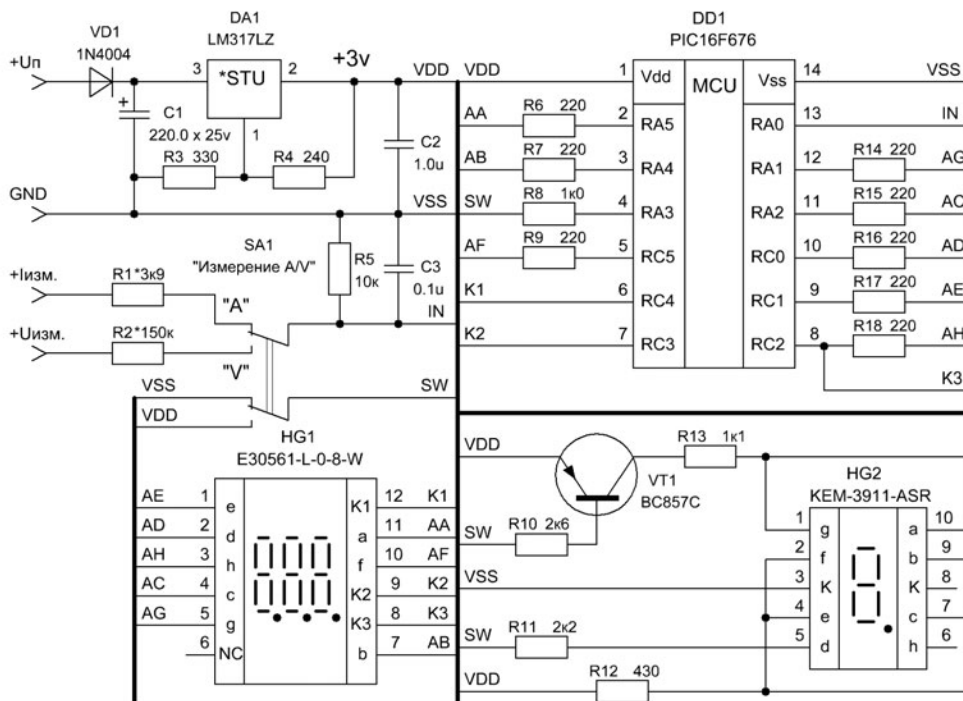 VD1
1N4004
DA1
LM317LZ
+Uп
3
*STU
2
+3v
VDD
1
+
C1
220.0 x 25v
R3 330
R4 240
C2
1.0u
GND
VSS
SA1
"Измерение A/V"
R5
10к
C3
0.1u
+Iизм.
R1*3к9
"A"
IN
+Uизм.
R2*150к
"V"
VSS
SW
VDD
HG1
E30561-L-0-8-W
AE 1 e K1 12 K1
AD 2 d a 11 AA
AH 3 h f 10 AF
AC 4 c K2 9 K2
AG 5 g K3 8 K3
6 NC b 7 AB
DD1
PIC16F676
VDD 1 Vdd MCU Vss 14 VSS
AA R6 220 2 RA5 RA0 13 IN
AB R7 220 3 RA4 RA1 12 R14 220 AG
SW R8 1к0 4 RA3 RA2 11 R15 220 AC
AF R9 220 5 RC5 RC0 10 R16 220 AD
K1 6 RC4 RC1 9 R17 220 AE
K2 7 RC3 RC2 8 R18 220 AH
K3
VDD
R13 1к1
VT1
BC857C
HG2
KEM-3911-ASR
SW
R10 2к6
VSS
SW
R11 2к2
VDD
R12 430
1 g a 10
2 f b 9
3 K K 8
4 e c 7
5 d h 6